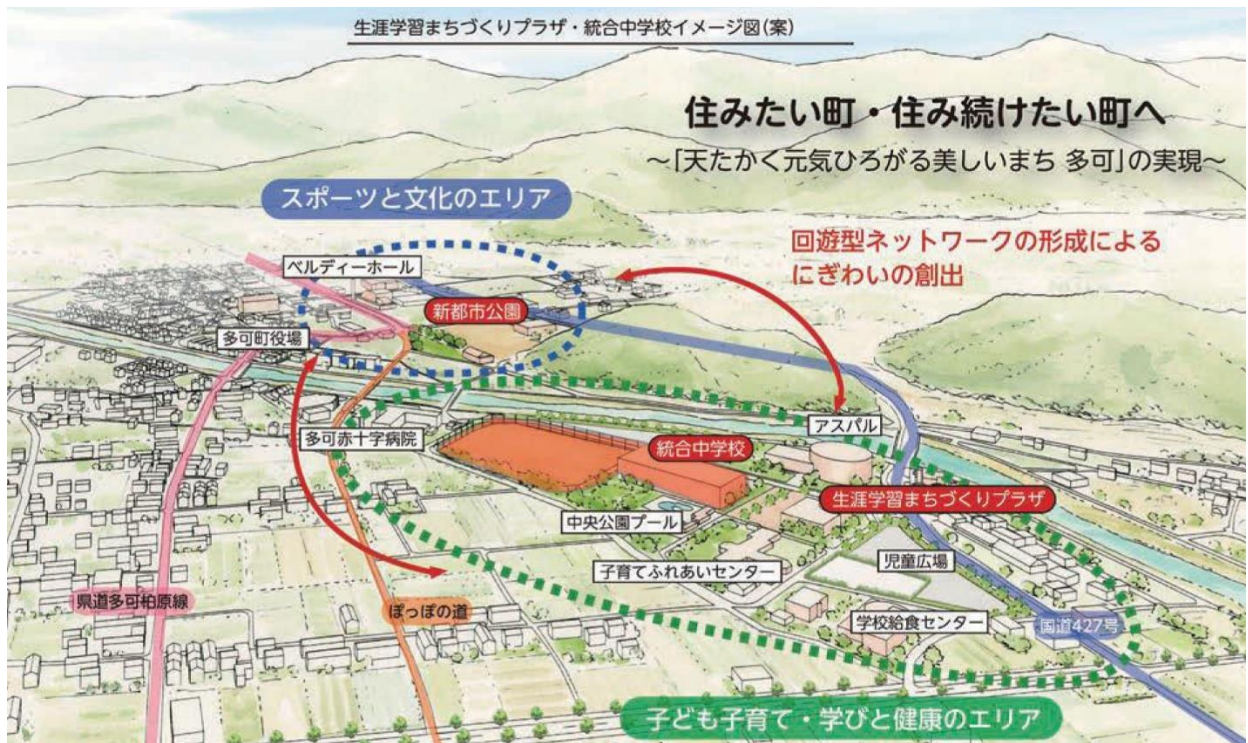 生涯学習まちづくりプラザ・統合中学校イメージ図(案)
住みたい町・住み続けたい町へ
～「天たかく元気ひろがる美しいまち 多可」の実現～
スポーツと文化のエリア
回遊型ネットワークの形成による
にぎわいの創出
ベルディーホール
新都市公園
多可町役場
アスパル
多可赤十字病院
統合中学校
生涯学習まちづくりプラザ
中央公園プール
児童広場
子育てふれあいセンター
県道多可柏原線
ぽっぽの道
学校給食センター
国道427号
子ども子育て・学びと健康のエリア